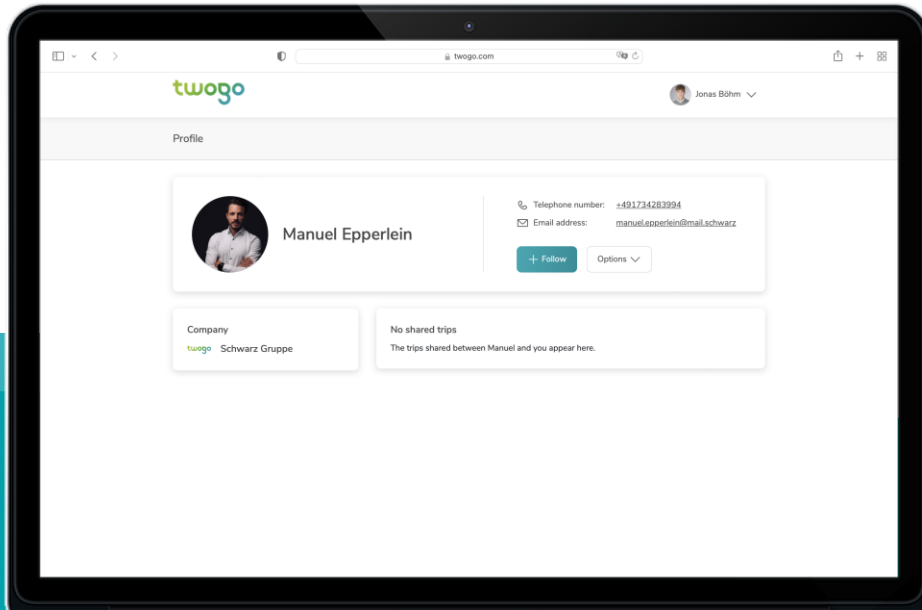 twogo.com
twogo
Jonas Böhm
Profile
Manuel Epperlein
Telephone number: +491734283994
Email address: manuel.epperlein@mail.schwarz
+ Follow
Options
Company
twogo Schwarz Gruppe
No shared trips
The trips shared between Manuel and you appear here.